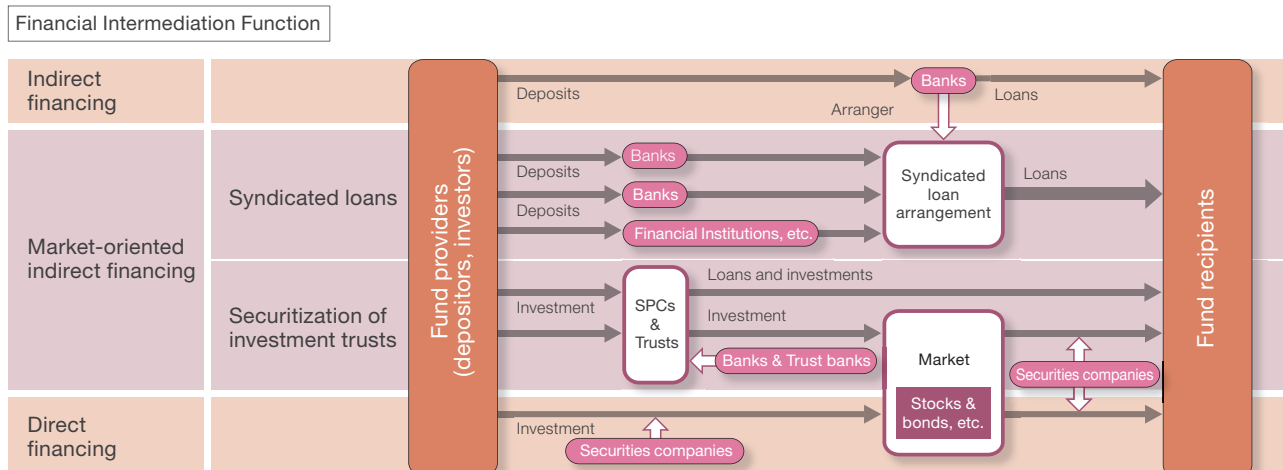 Financial Intermediation Function
Indirect
financing
Deposits
Banks
Loans
Arranger
Market-oriented
indirect financing
Syndicated loans
Fund providers
(depositors, investors)
Banks
Deposits
Banks
Deposits
Financial Institutions, etc.
Syndicated
loan
arrangement
Loans
Fund recipients
Securitization of
investment trusts
Investment
SPCs
&
Trusts
Loans and investments
Investment
Banks & Trust banks
Market
Stocks &
bonds, etc.
Securities companies
Direct
financing
Investment
Securities companies